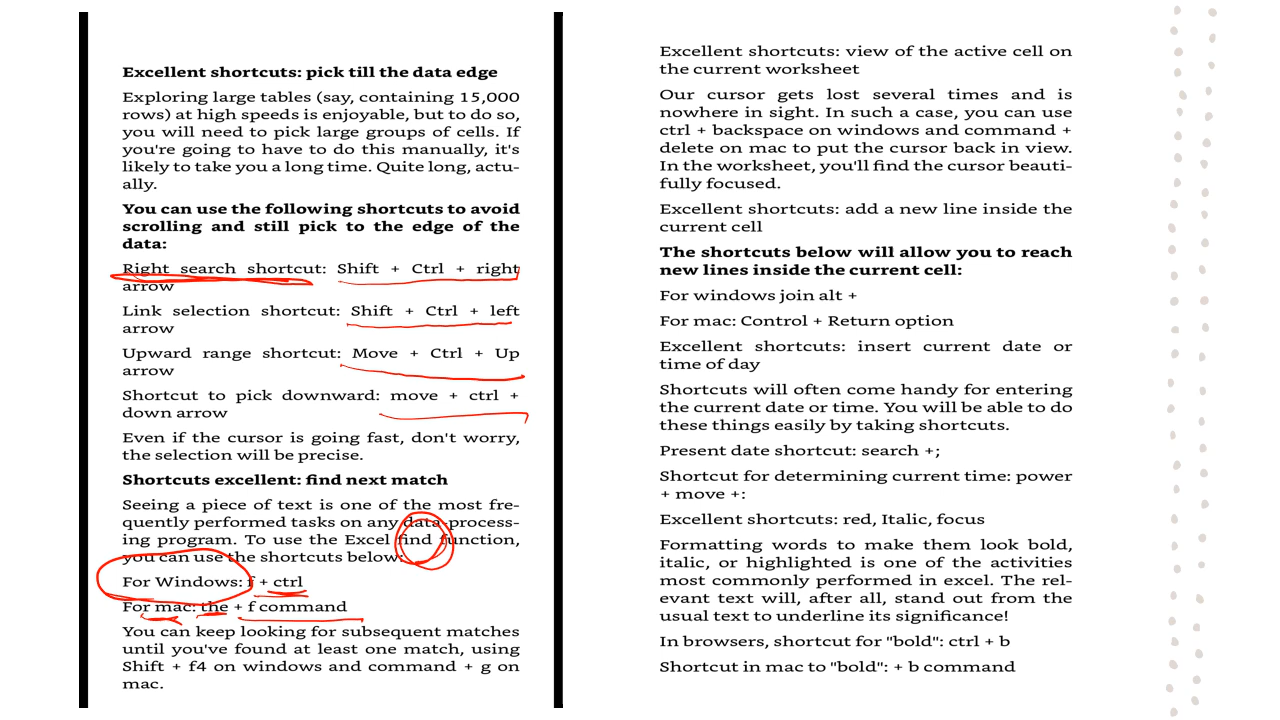 Excellent shortcuts: pick till the data edge
Exploring large tables (say, containing 15,000
rows) at high speeds is enjoyable, but to do so,
you will need to pick large groups of cells. If
you're going to have to do this manually, it's
likely to take you a long time. Quite long, actu-
ally.
You can use the following shortcuts to avoid
scrolling and still pick to the edge of the
data:
Right search shortcut: Shift + Ctrl + right
arrow
Link selection shortcut: Shift + Ctrl + left
arrow
Upward range shortcut: Move + Ctrl + Up
arrow
Shortcut to pick downward: move + ctrl +
down arrow
Even if the cursor is going fast, don't worry,
the selection will be precise.
Shortcuts excellent: find next match
Seeing a piece of text is one of the most fre-
quently performed tasks on any data-process-
ing program. To use the Excel find function,
you can use the shortcuts below:
For Windows: f + ctrl
For mac: the + f command
You can keep looking for subsequent matches
until you've found at least one match, using
Shift + f4 on windows and command + g on
mac.
Excellent shortcuts: view of the active cell on
the current worksheet
Our cursor gets lost several times and is
nowhere in sight. In such a case, you can use
ctrl + backspace on windows and command +
delete on mac to put the cursor back in view.
In the worksheet, you'll find the cursor beauti-
fully focused.
Excellent shortcuts: add a new line inside the
current cell
The shortcuts below will allow you to reach
new lines inside the current cell:
For windows join alt +
For mac: Control + Return option
Excellent shortcuts: insert current date or
time of day
Shortcuts will often come handy for entering
the current date or time. You will be able to do
these things easily by taking shortcuts.
Present date shortcut: search +;
Shortcut for determining current time: power
+ move +:
Excellent shortcuts: red, Italic, focus
Formatting words to make them look bold,
italic, or highlighted is one of the activities
most commonly performed in excel. The rel-
evant text will, after all, stand out from the
usual text to underline its significance!
In browsers, shortcut for "bold": ctrl + b
Shortcut in mac to "bold": + b command